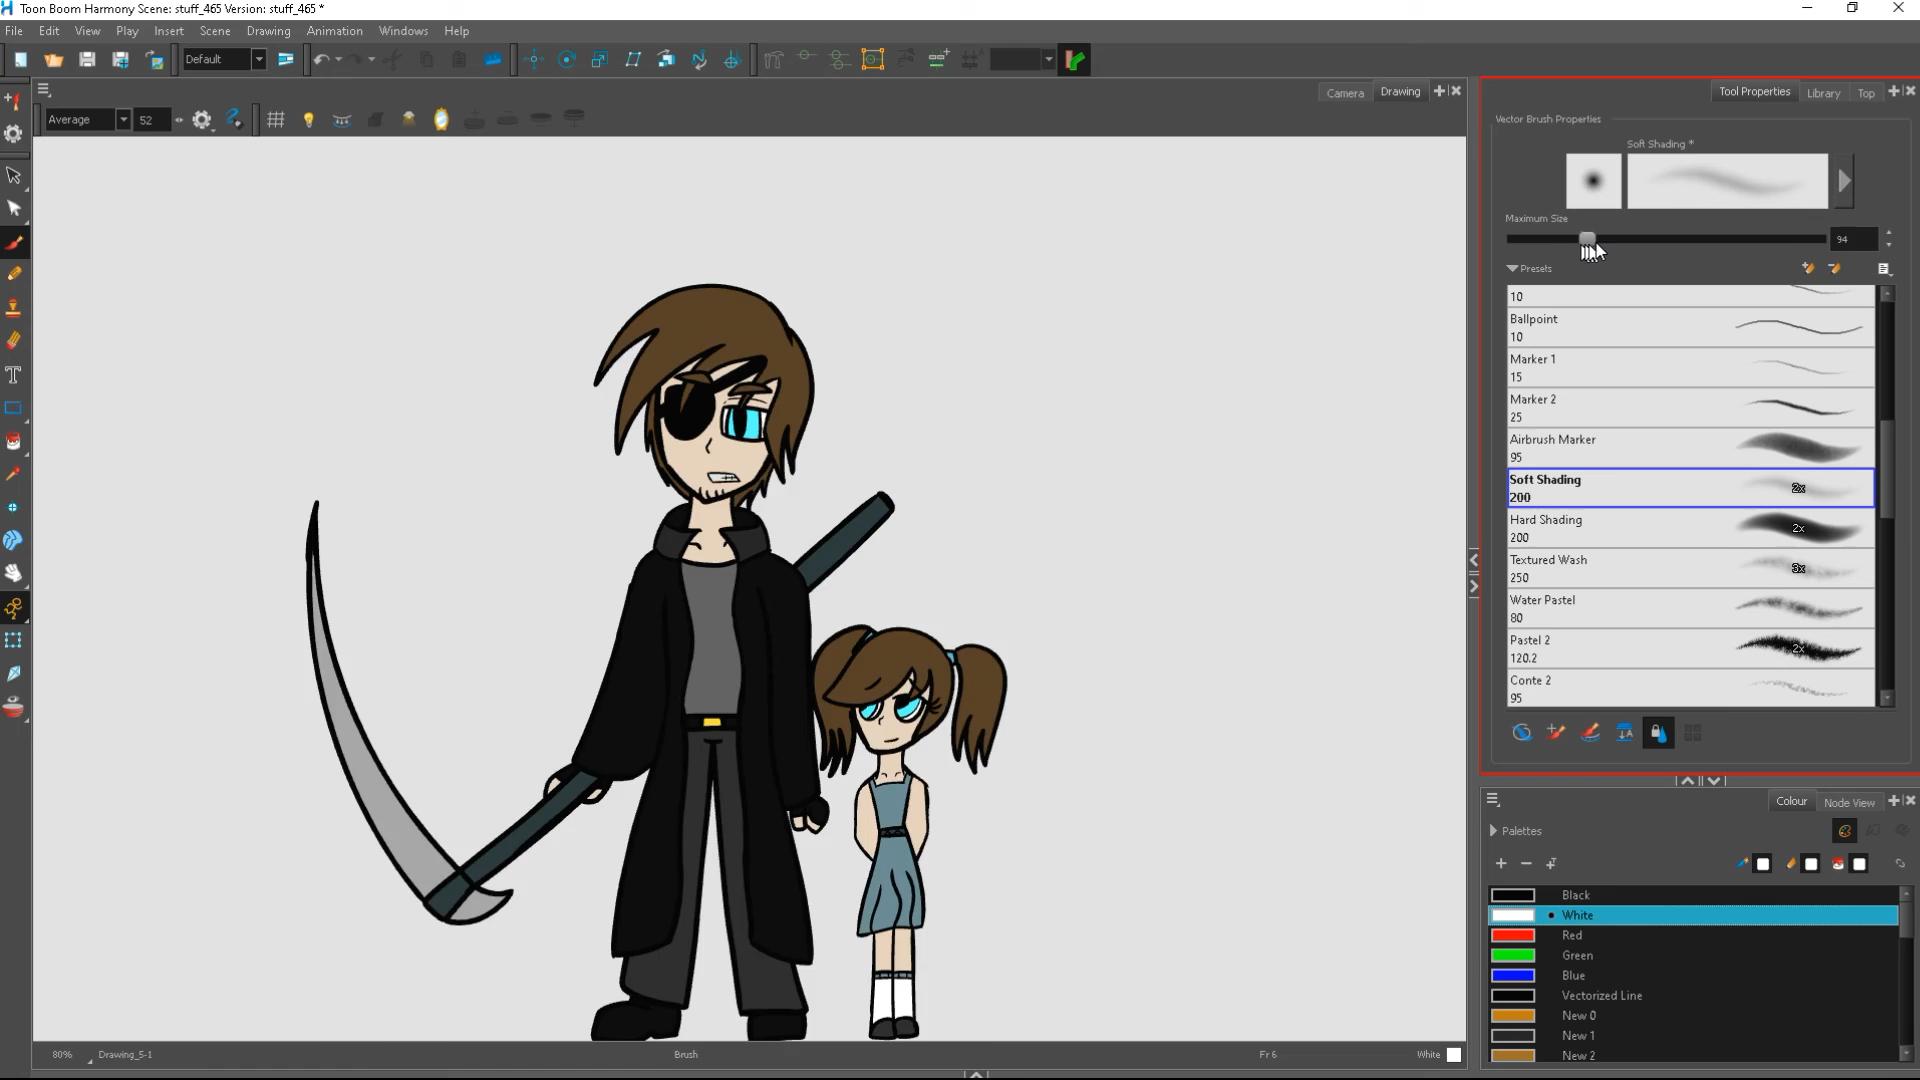 Toon Boom Harmony Scene: stuff_465 Version: stuff_465 *
File Edit View Play Insert Scene Drawing Animation Windows Help
Default
Camera Drawing
Tool Properties Library Top
Average 52
Vector Brush Properties
Soft Shading *
Maximum Size
94
Presets
10
Ballpoint
10
Marker 1
15
Marker 2
25
Airbrush Marker
95
Soft Shading
200
2x
Hard Shading
200
2x
Textured Wash
250
3x
Water Pastel
80
Pastel 2
120.2
2x
Conte 2
95
Colour Node View
Palettes
Black
White
Red
Green
Blue
Vectorized Line
New 0
New 1
New 2
80% Drawing_5-1 Brush Fr 6 White